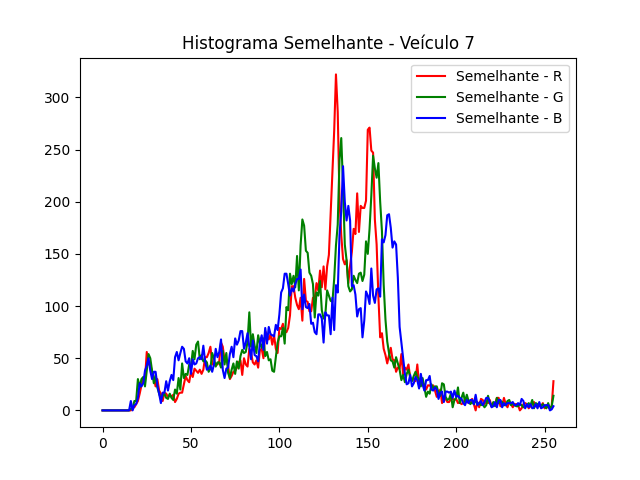 Histograma Semelhante - Veículo 7
Semelhante - R
Semelhante - G
Semelhante - B
300
250
200
150
100
50
0
0 50 100 150 200 250